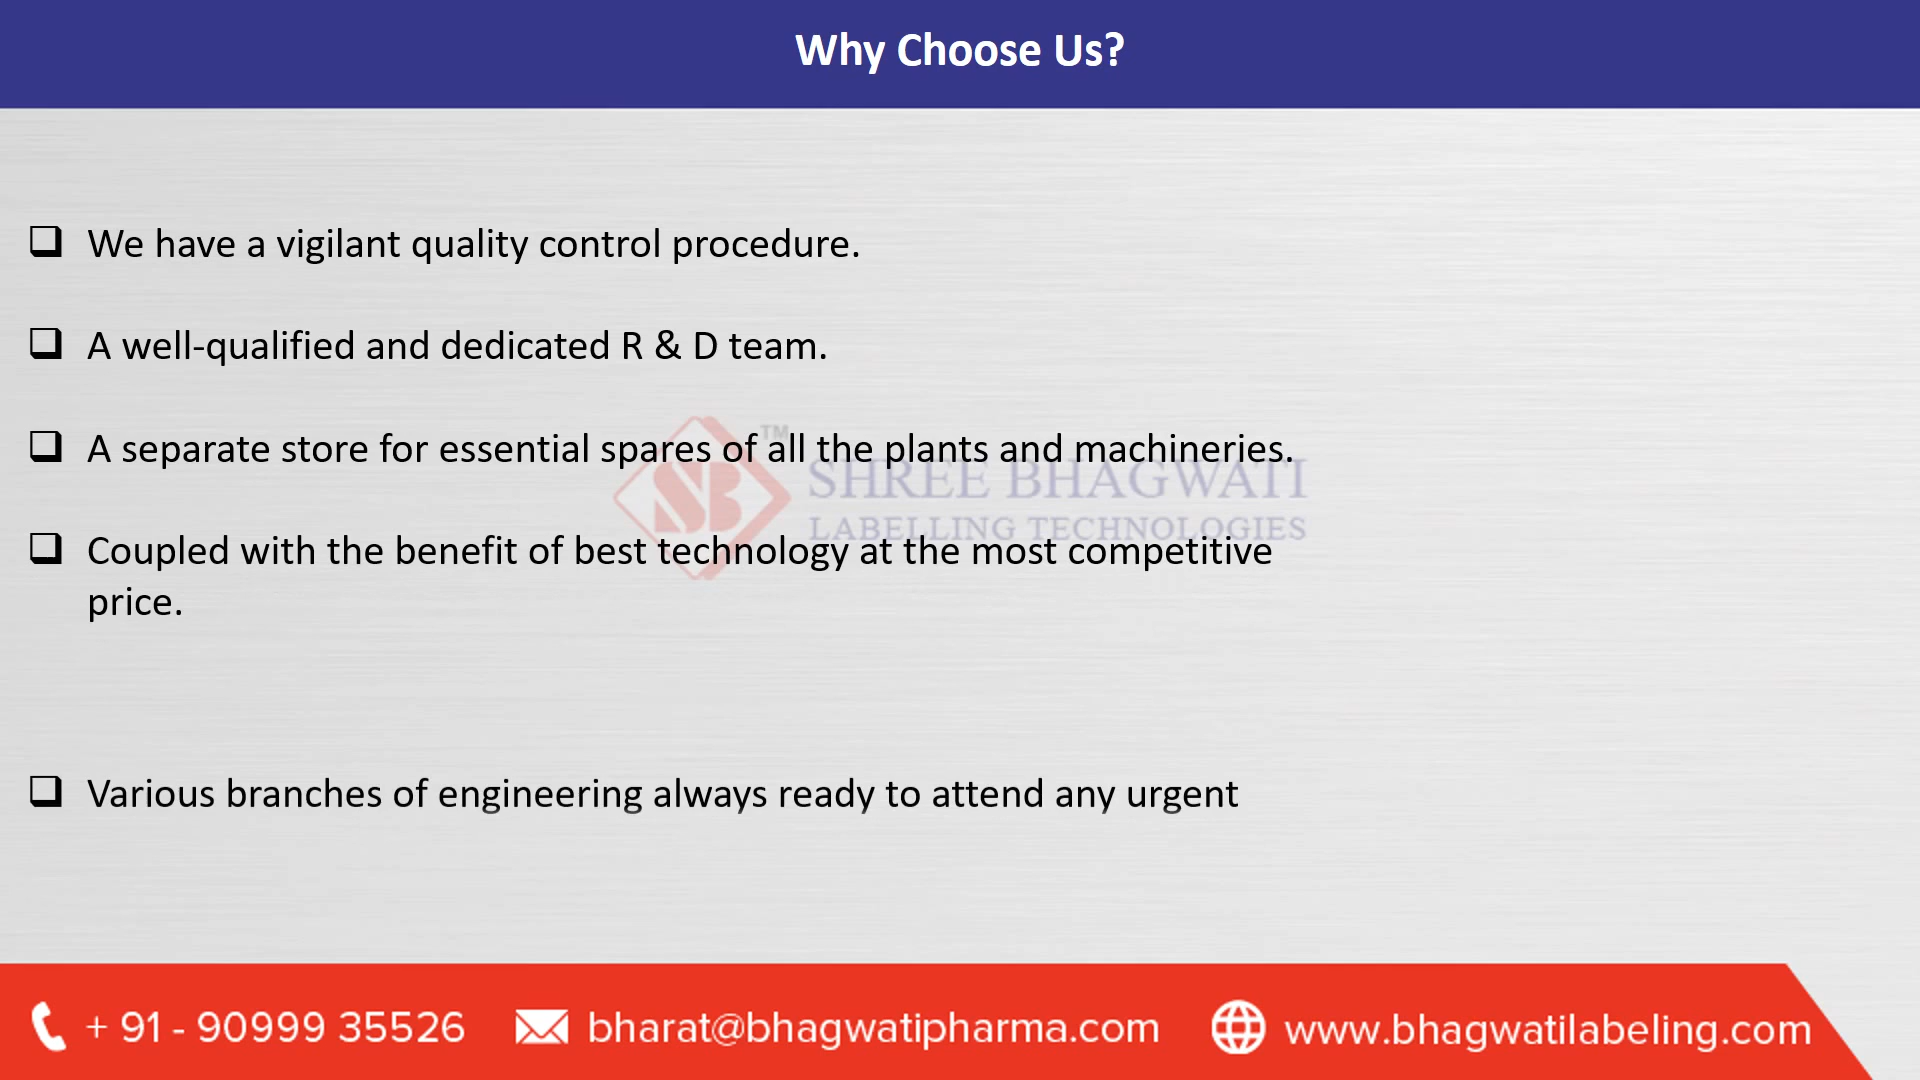 Why Choose Us?
We have a vigilant quality control procedure.
A well-qualified and dedicated R & D team.
TM
A separate store for essential spares of all the plants and machineries.
SB
SHREE BHAGWATI
LABELLING TECHNOLOGIES
Coupled with the benefit of best technology at the most competitive
price.
Various branches of engineering always ready to attend any urgent
+ 91 - 90999 35526
bharat@bhagwatipharma.com
www.bhagwatilabeling.com